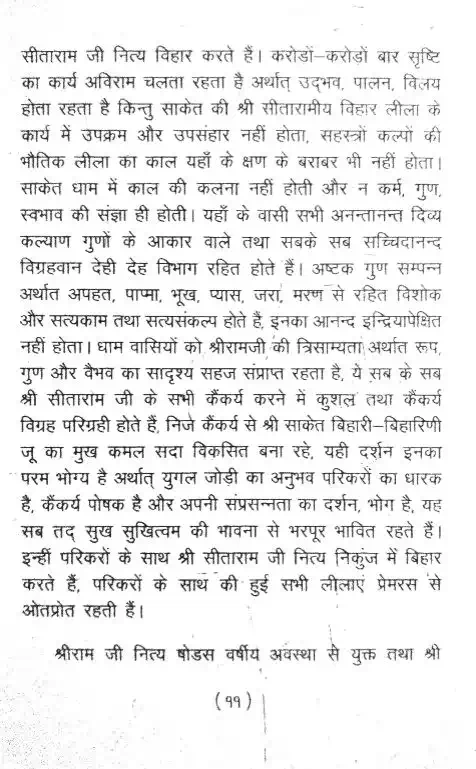 सीताराम जी नित्य विहार करते हैं। करोडों-करोड़ों बार सृष्टि
का कार्य अविराम चलता रहता है अर्थात् उद्भव, पालन, विलय
होता रहता है किन्तु साकेत की श्री सीतारामीय विहार लीला के
कार्य में उपक्रम और उपसंहार नहीं होता, सहस्त्रों कल्पों की
भौतिक लीला का काल यहाँ के क्षण के बराबर भी नहीं होता।
साकेत धाम में काल की कलना नहीं होती और न कर्म, गुण,
स्वभाव की संज्ञा ही होती। यहाँ के वासी सभी अनन्तानन्त दिव्य
कल्याण गुणों के आकार वाले तथा सबके सब सच्चिदानन्द
विग्रहवान देही देह विभाग रहित होते हैं। अष्टक गुण सम्पन्न
अर्थात अपहत, पाप्मा, भूख, प्यास, जरा, मरण से रहित विशोक
और सत्यकाम तथा सत्यसंकल्प होते है, इनका आनन्द इन्द्रियापेक्षित
नहीं होता। धाम वासियों को श्रीरामजी की त्रिसाम्यता अर्थात रूप,
गुण और वैभव का सादृश्य सहज संप्राप्त रहता है, ये सब के सब
श्री सीताराम जी के सभी कैंकर्य करने में कुशल तथा कैंकर्य
विग्रह परिग्रही होते हैं, निज कैंकर्य से श्री साकेत बिहारी-बिहारिणी
जू का मुख कमल सदा विकसित बना रहे, यही दर्शन इनका
परम भोग्य है अर्थात् युगल जोड़ी का अनुभव परिकरों का धारक
है, कैंकर्य पोषक है और अपनी संप्रसन्नता का दर्शन, भोग है, यह
सब तद् सुख सुखित्वम की भावना से भरपूर भावित रहते हैं।
इन्हीं परिकरों के साथ श्री सीताराम जी नित्य निकुंज में बिहार
करते हैं, परिकरों के साथ की हुई सभी लीलाएं प्रेमरस से
ओतप्रोत रहती हैं।
श्रीराम जी नित्य षोडस वर्षीय अवस्था से युक्त तथा श्री
(११)